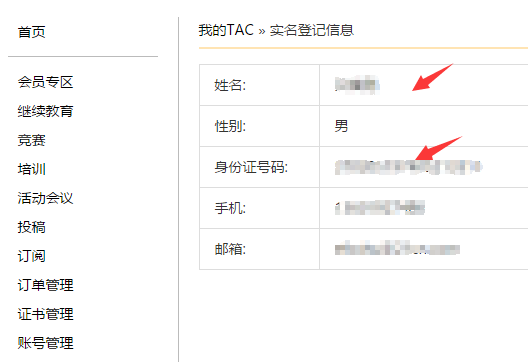 首页
会员专区
继续教育
竞赛
培训
活动会议
投稿
订阅
订单管理
证书管理
账号管理
我的TAC » 实名登记信息
姓名:
性别: 男
身份证号码:
手机:
邮箱: